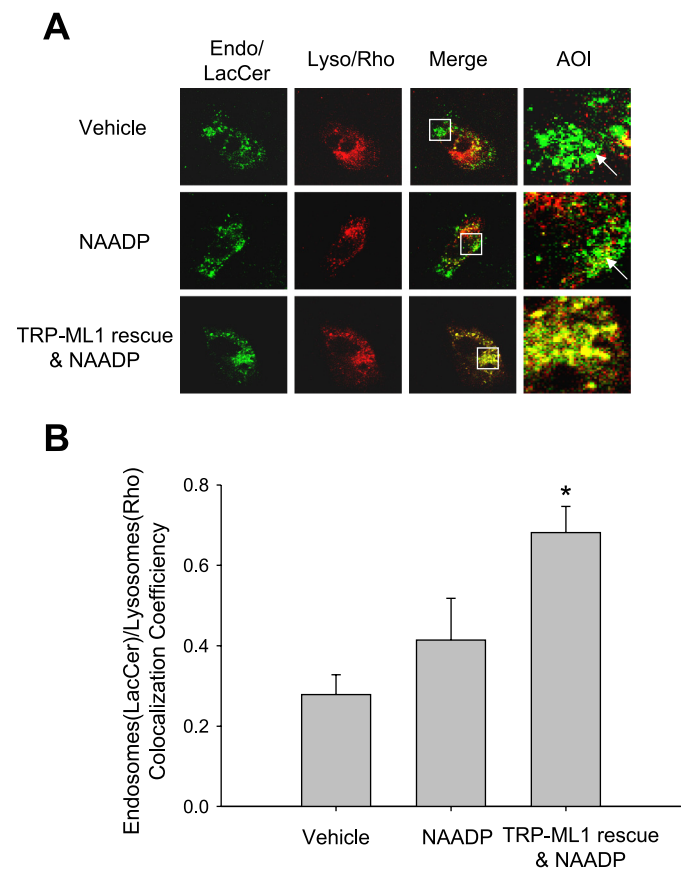 A
Endo/
LacCer
Lyso/Rho
Merge
AOI
Vehicle
NAADP
TRP-ML1 rescue
& NAADP
B
Endosomes(LacCer)/Lysosomes(Rho)
Colocalization Coefficiency
0.8
0.6
0.4
0.2
0.0
*
Vehicle
NAADP
TRP-ML1 rescue
& NAADP